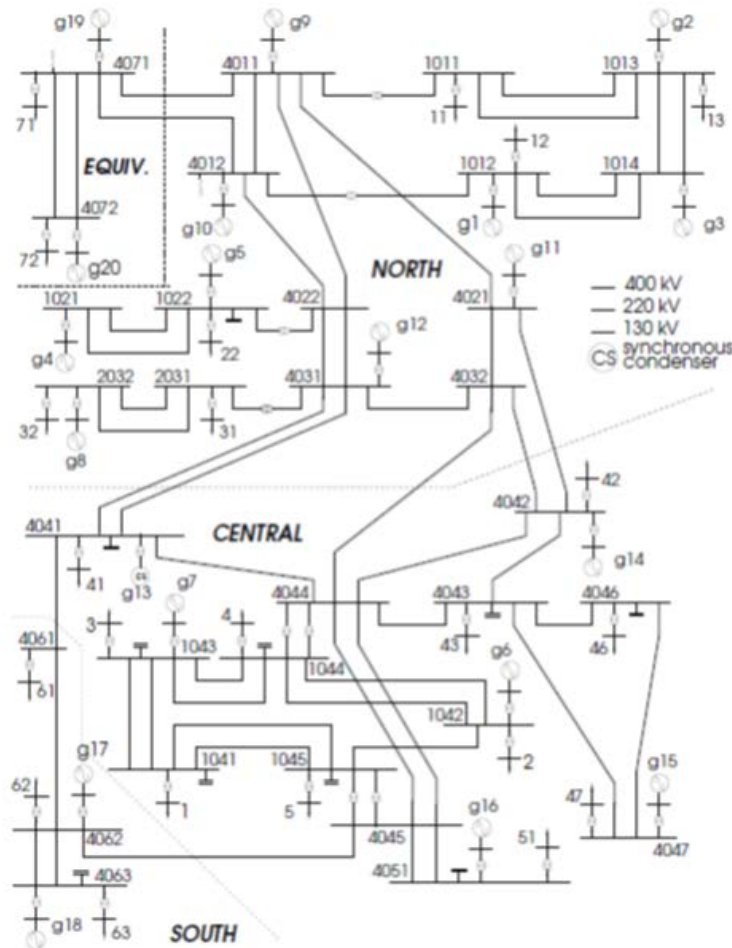 g19 g9 g2
4071 4011 1011 1013
71 11 13
12
EQUIV. 4012 1012 1014
4072 g10 g1 g3
g5 NORTH g11
72 g20
1021 1022 4022 4021
400 kV
g12 220 kV
130 kV
g4 22
CS synchronous
condenser
2032 2031 4031 4032
32 g8 31
42
4041 CENTRAL 4042
41 g13 g7 g14
cs
4044 4043 4046
3 4
4061 1043 43 46
61 1044 g6
1042
g17 1041 1045 2 g15
62 1 5 g16 47
51
4062 4045 4047
4051
4063
g18 63 SOUTH